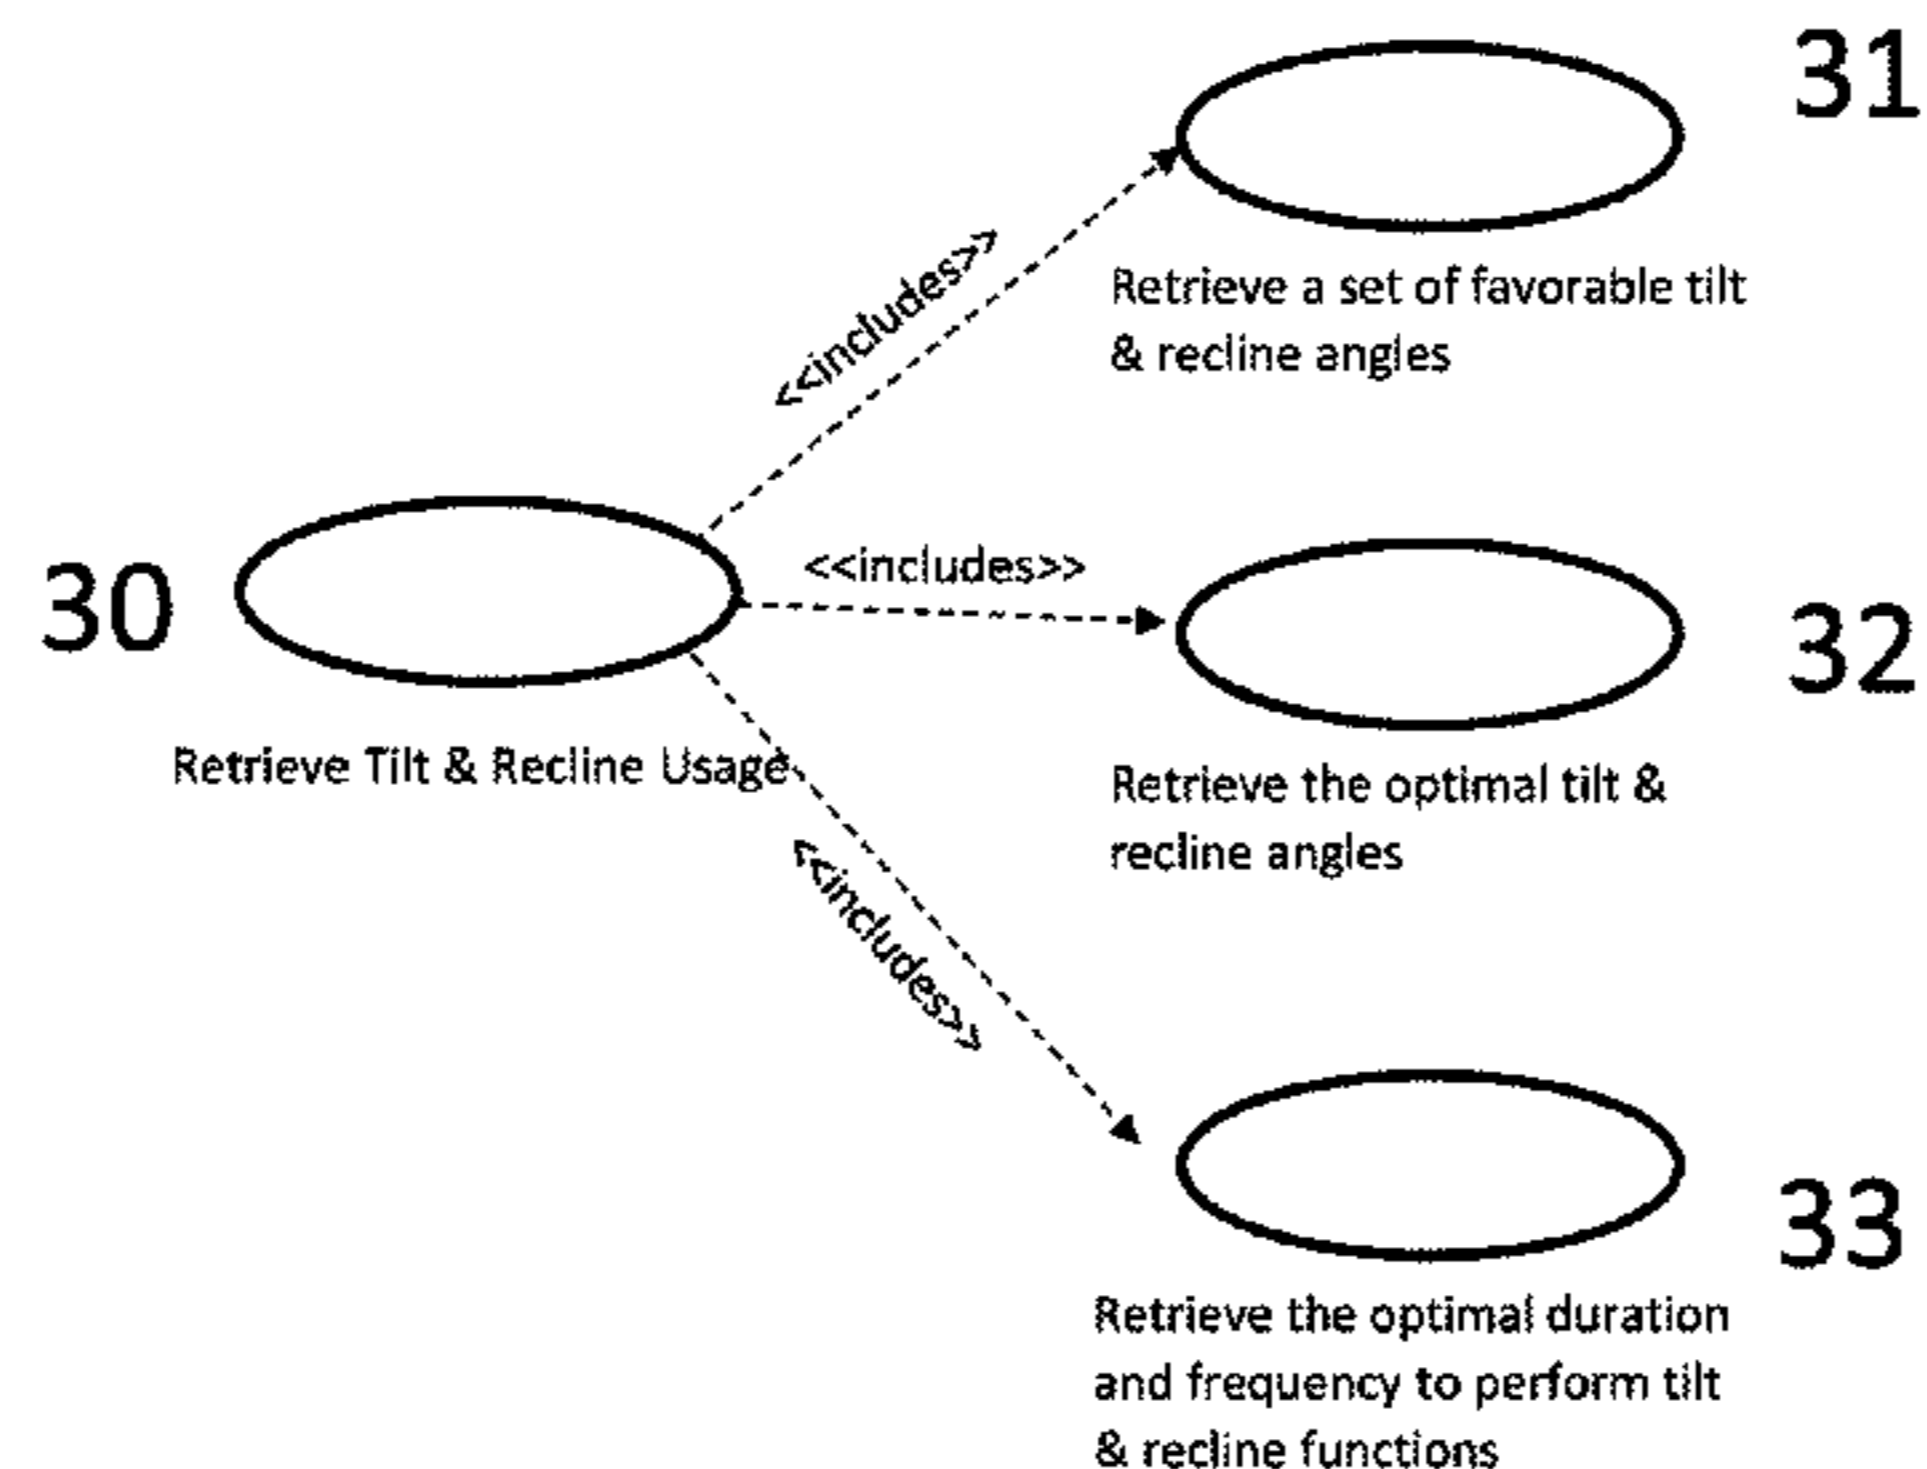 31
<<includes>>
Retrieve a set of favorable tilt
& recline angles
30
<<includes>>
32
Retrieve Tilt & Recline Usage
Retrieve the optimal tilt &
recline angles
<<includes>>
33
Retrieve the optimal duration
and frequency to perform tilt
& recline functions